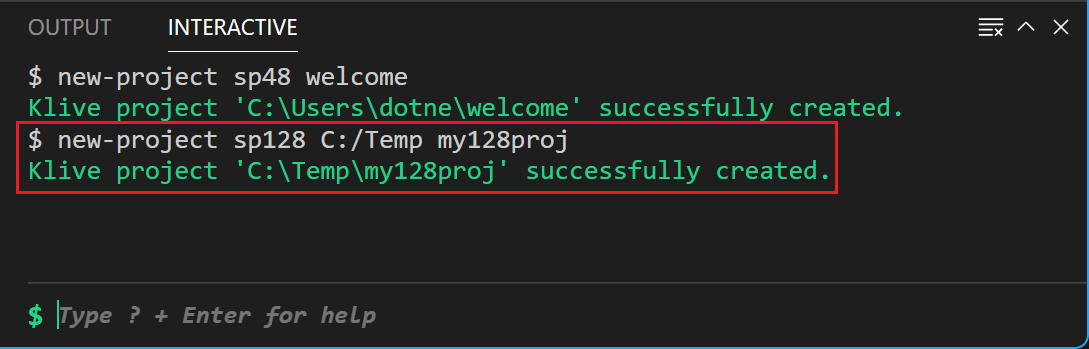 OUTPUT INTERACTIVE
$ new-project sp48 welcome
Klive project 'C:\Users\dotne\welcome' successfully created.
$ new-project sp128 C:/Temp my128proj
Klive project 'C:\Temp\my128proj' successfully created.
$ Type ? + Enter for help